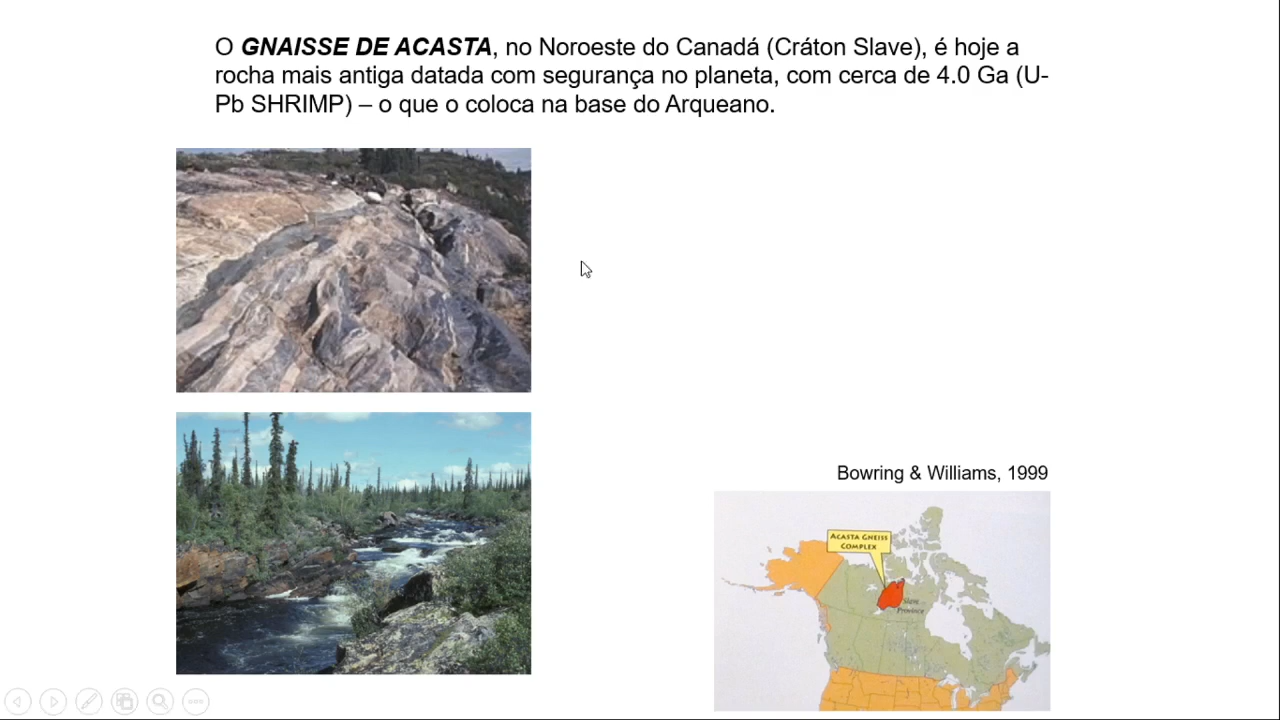 O GNAISSE DE ACASTA, no Noroeste do Canadá (Cráton Slave), é hoje a
rocha mais antiga datada com segurança no planeta, com cerca de 4.0 Ga (U-
Pb SHRIMP) – o que o coloca na base do Arqueano.
Bowring & Williams, 1999
ACASTA GNEISS
COMPLEX
Slave
Province